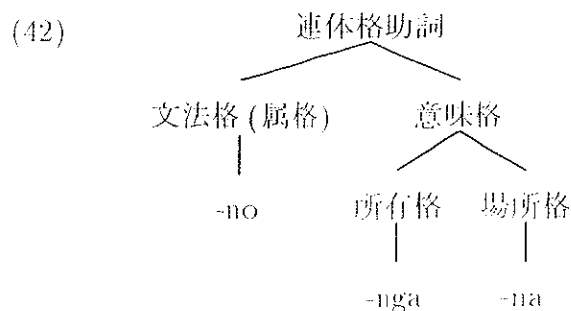 (42) 連体格助詞
文法格(属格) 意味格
-no 所有格 場所格
-nga -na